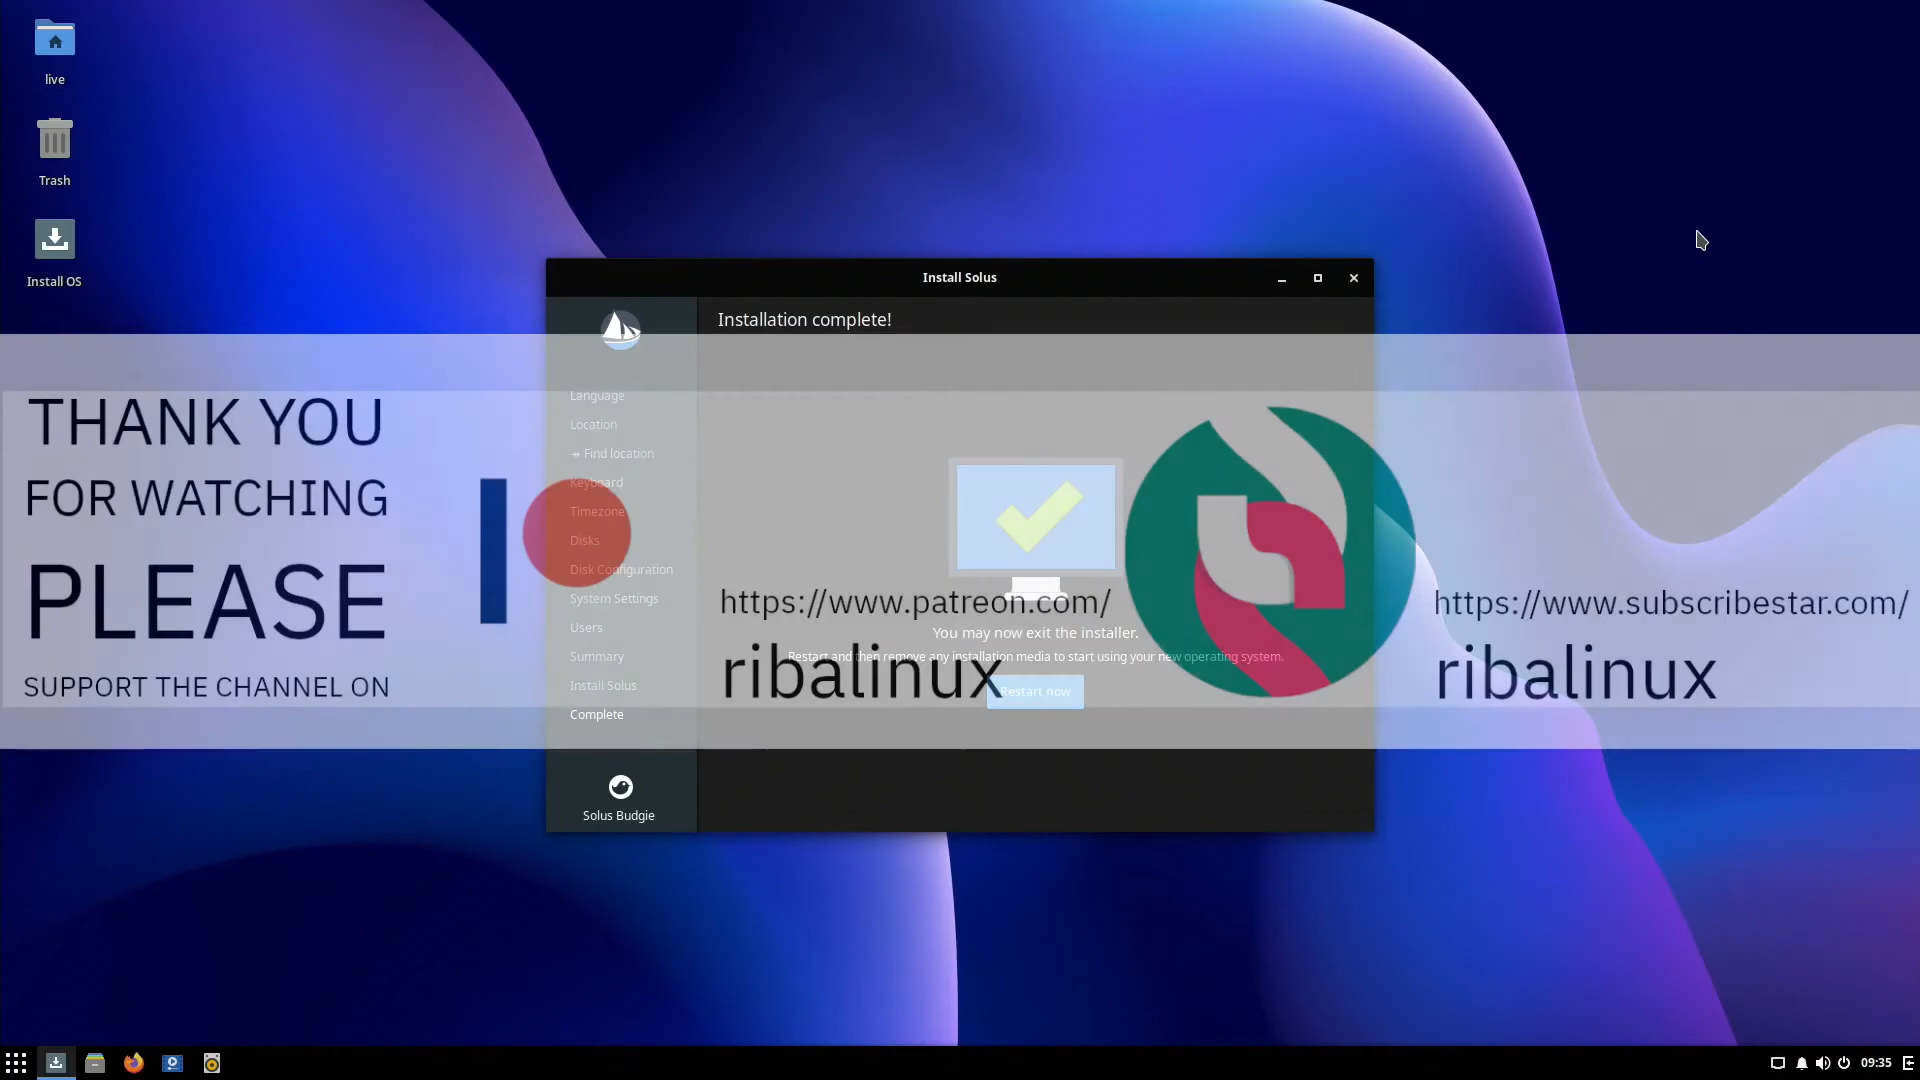 live
Trash
Install OS
Install Solus
Installation complete!
Language
Location
↠ Find location
Keyboard
Timezone
Disks
Disk Configuration
System Settings
Users
Summary
Install Solus
Complete
Solus Budgie
You may now exit the installer.
Restart and then remove any installation media to start using your new operating system.
Restart now
THANK YOU
FOR WATCHING
PLEASE
SUPPORT THE CHANNEL ON
https://www.patreon.com/
ribalinux
https://www.subscribestar.com/
ribalinux
09:35